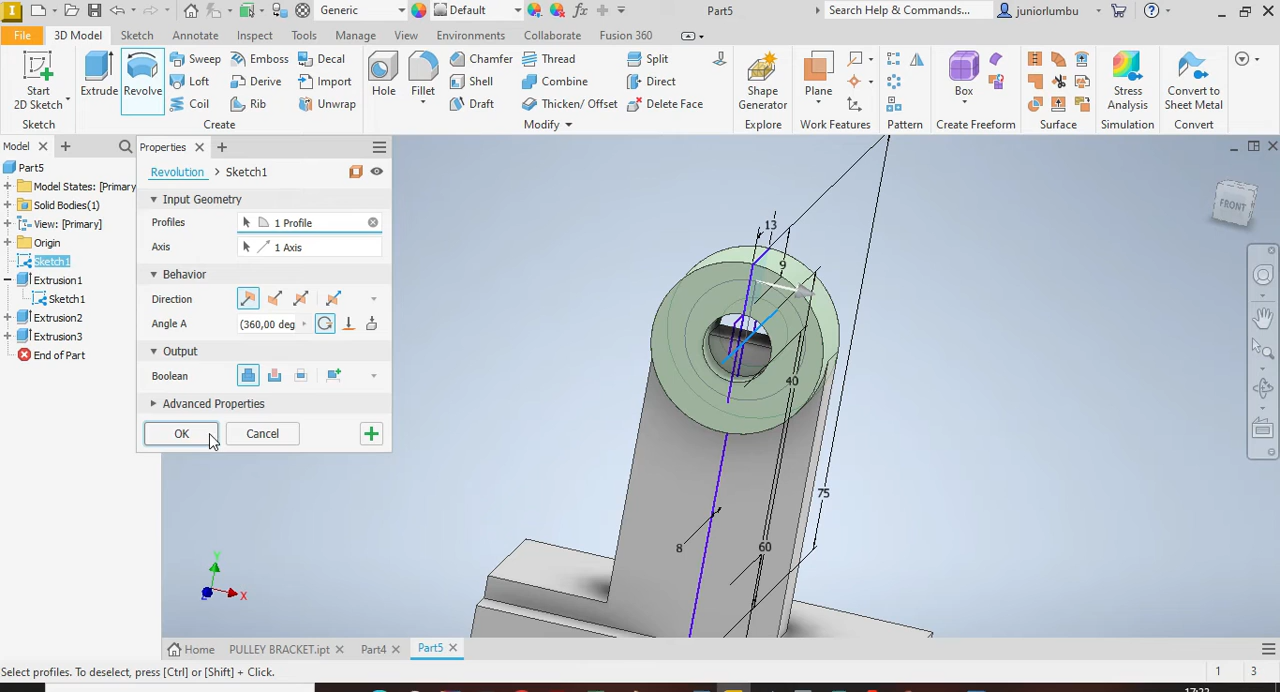 Generic
Default
Part5
Search Help & Commands...
juniorlumbu
File
3D Model
Sketch
Annotate
Inspect
Tools
Manage
View
Environments
Collaborate
Fusion 360
Start
2D Sketch
Extrude
Revolve
Sweep
Loft
Coil
Emboss
Derive
Rib
Decal
Import
Unwrap
Hole
Fillet
Chamfer
Shell
Draft
Thread
Combine
Thicken/ Offset
Split
Direct
Delete Face
Shape
Generator
Plane
Box
Stress
Analysis
Convert to
Sheet Metal
Sketch
Create
Modify
Explore
Work Features
Pattern
Create Freeform
Surface
Simulation
Convert
Model
Part5
Model States: [Primary
Solid Bodies(1)
View: [Primary]
Origin
Sketch1
Extrusion1
Sketch1
Extrusion2
Extrusion3
End of Part
Properties
Revolution > Sketch1
Input Geometry
Profiles
1 Profile
Axis
1 Axis
Behavior
Direction
Angle A
(360,00 deg
Output
Boolean
Advanced Properties
OK
Cancel
FRONT
13
9
40
75
8
60
Y
X
Z
Home
PULLEY BRACKET.ipt
Part4
Part5
Select profiles. To deselect, press [Ctrl] or [Shift] + Click.
1
3